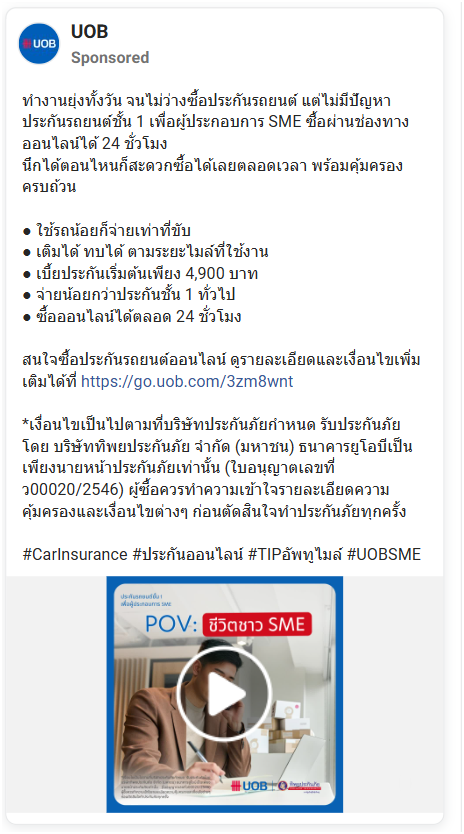 UOB
UOB
Sponsored
ทำงานยุ่งทั้งวัน จนไม่ว่างซื้อประกันรถยนต์ แต่ไม่มีปัญหา
ประกันรถยนต์ชั้น 1 เพื่อผู้ประกอบการ SME ซื้อผ่านช่องทาง
ออนไลน์ได้ 24 ชั่วโมง
นึกได้ตอนไหนก็สะดวกซื้อได้เลยตลอดเวลา พร้อมคุ้มครอง
ครบถ้วน
● ใช้รถน้อยก็จ่ายเท่าที่ขับ
● เติมได้ ทบได้ ตามระยะไมล์ที่ใช้งาน
● เบี้ยประกันเริ่มต้นเพียง 4,900 บาท
● จ่ายน้อยกว่าประกันชั้น 1 ทั่วไป
● ซื้อออนไลน์ได้ตลอด 24 ชั่วโมง
สนใจซื้อประกันรถยนต์ออนไลน์ ดูรายละเอียดและเงื่อนไขเพิ่ม
เติมได้ที่ https://go.uob.com/3zm8wnt
*เงื่อนไขเป็นไปตามที่บริษัทประกันภัยกำหนด รับประกันภัย
โดย บริษัททิพยประกันภัย จำกัด (มหาชน) ธนาคารยูโอบีเป็น
เพียงนายหน้าประกันภัยเท่านั้น (ใบอนุญาตเลขที่
ว00020/2546) ผู้ซื้อควรทำความเข้าใจรายละเอียดความ
คุ้มครองและเงื่อนไขต่างๆ ก่อนตัดสินใจทำประกันภัยทุกครั้ง
#CarInsurance #ประกันออนไลน์ #TIPอัพทูไมล์ #UOBSME
ประกันรถยนต์ชั้น 1
เพื่อผู้ประกอบการ SME
POV: ชีวิตชาว SME
UOB ทิพยประกันภัย